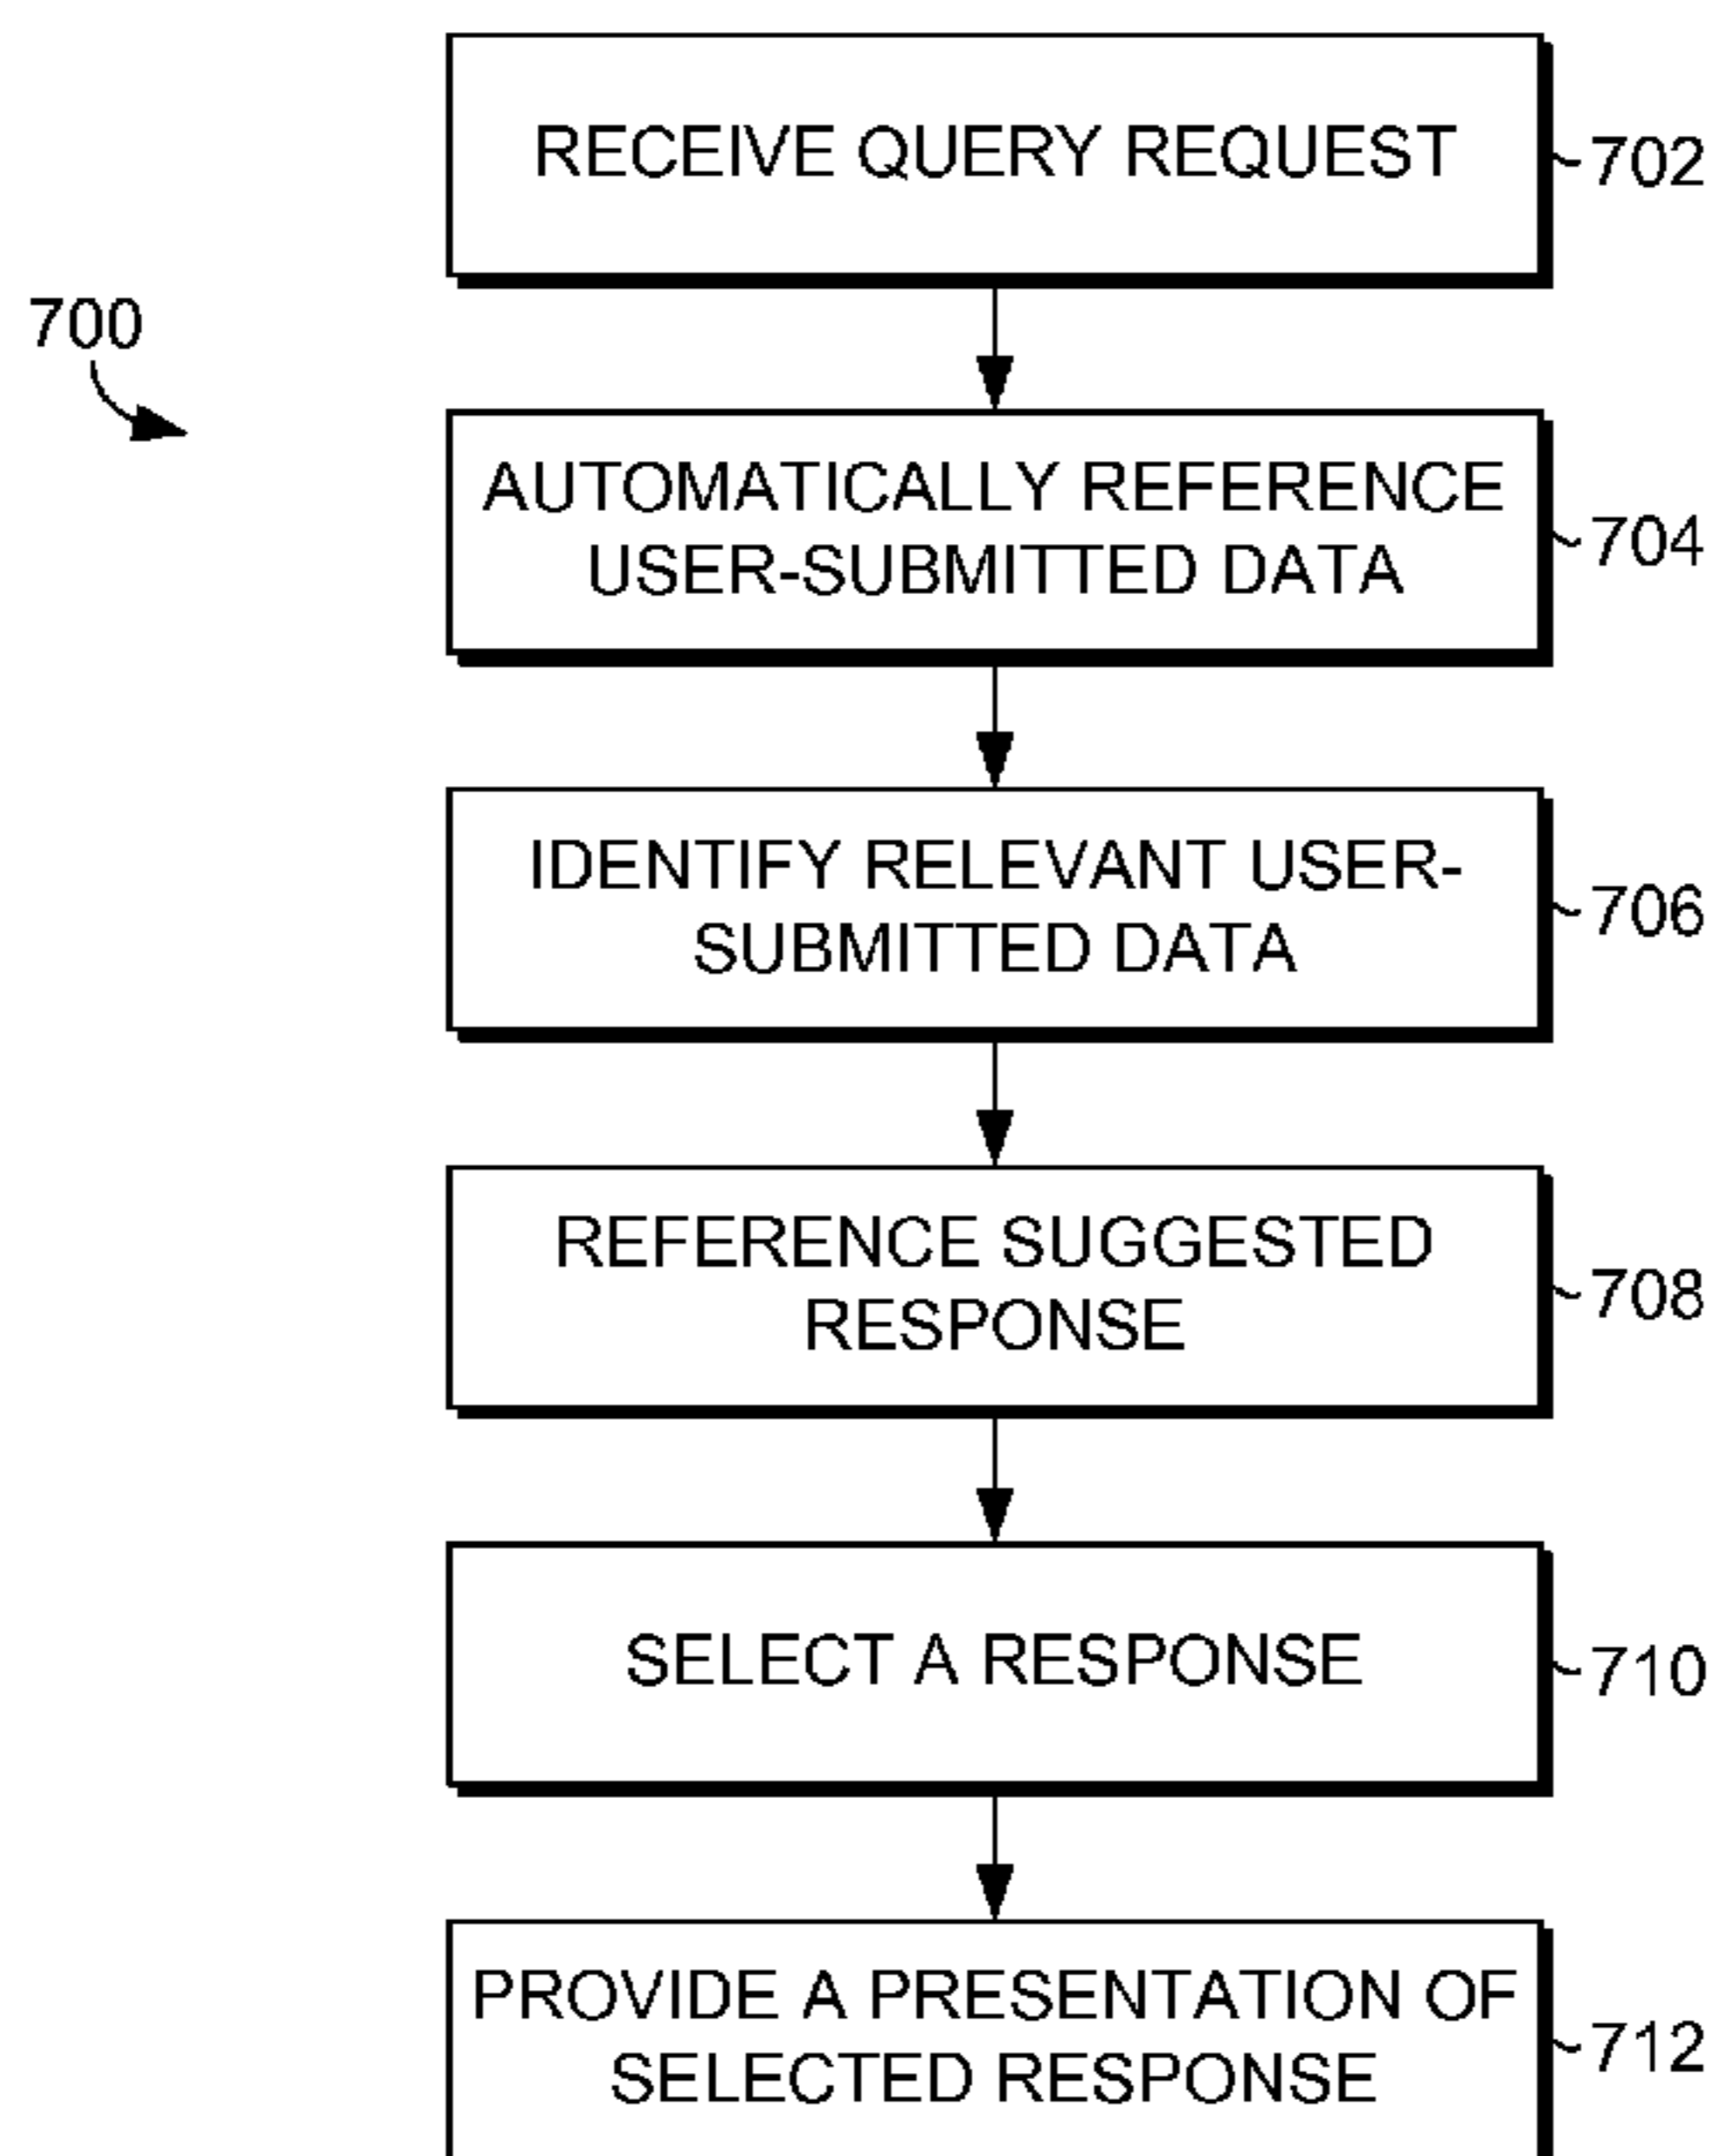 RECEIVE QUERY REQUEST
702
700
AUTOMATICALLY REFERENCE
USER-SUBMITTED DATA
704
IDENTIFY RELEVANT USER-
SUBMITTED DATA
706
REFERENCE SUGGESTED
RESPONSE
708
SELECT A RESPONSE
710
PROVIDE A PRESENTATION OF
SELECTED RESPONSE
712